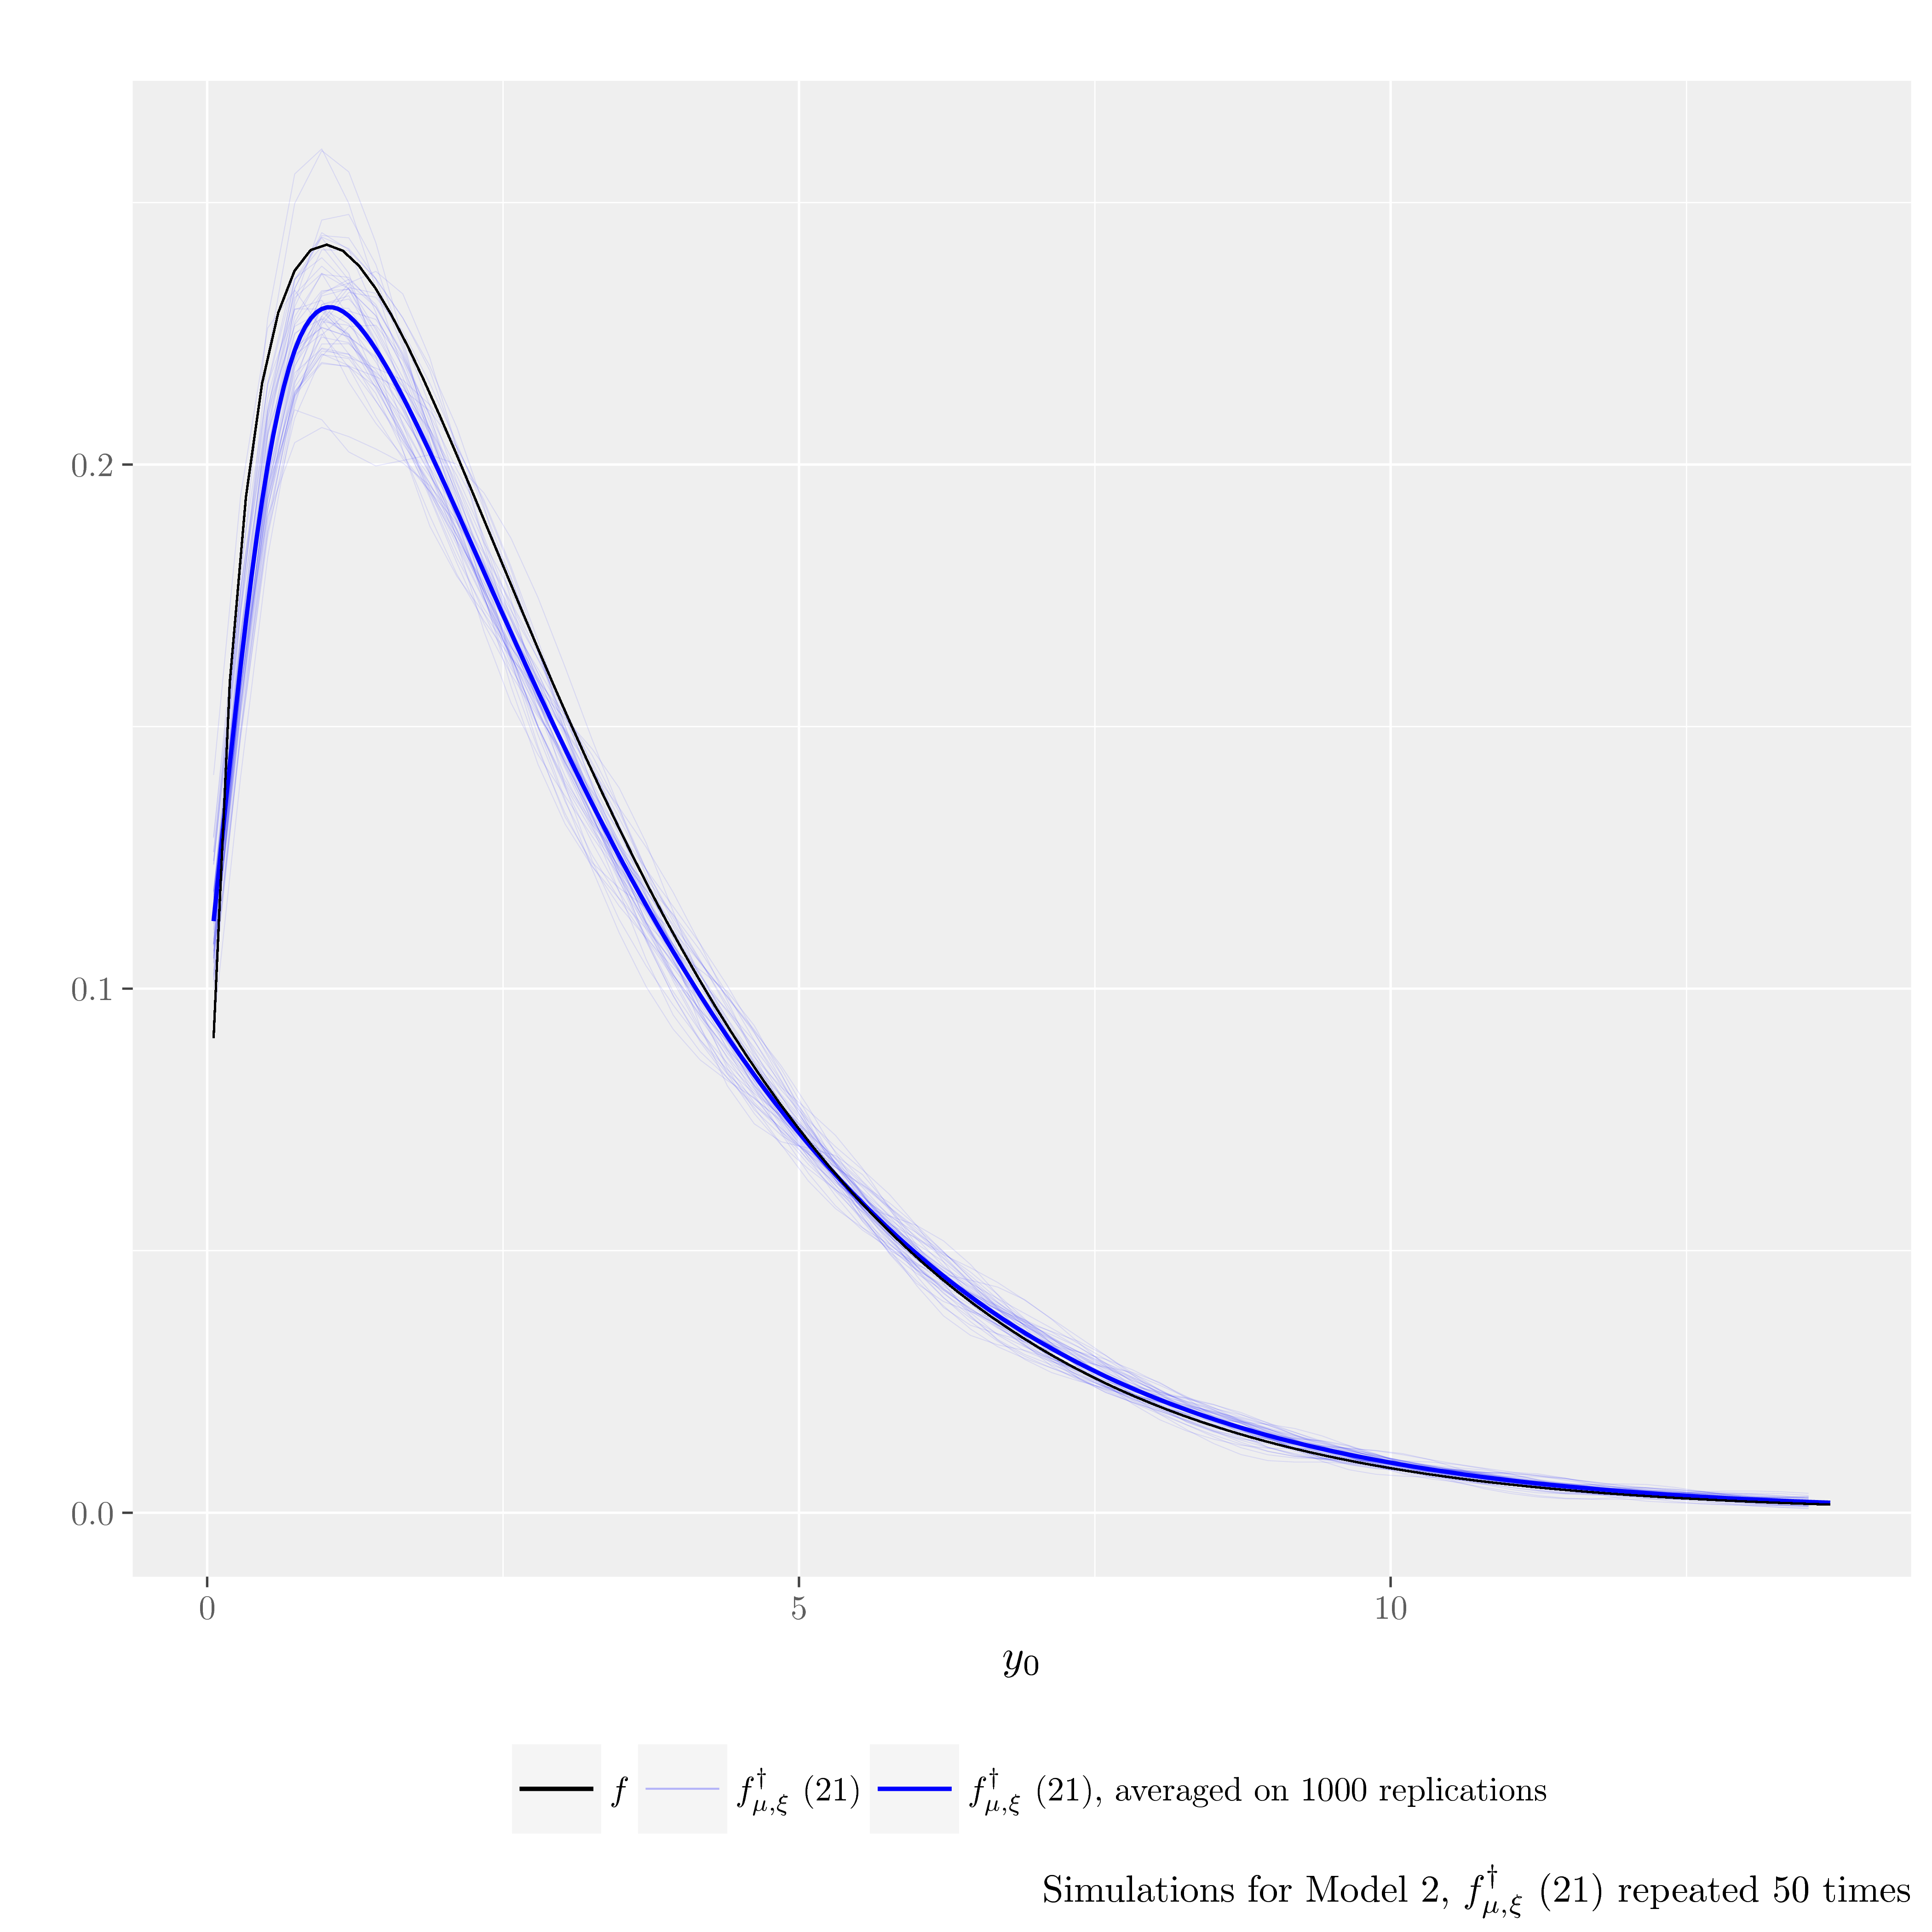 0.2
0.1
0.0
0 5 10
y₀
f f†μ,ξ (21) f†μ,ξ (21), averaged on 1000 replications
Simulations for Model 2, f†μ,ξ (21) repeated 50 times